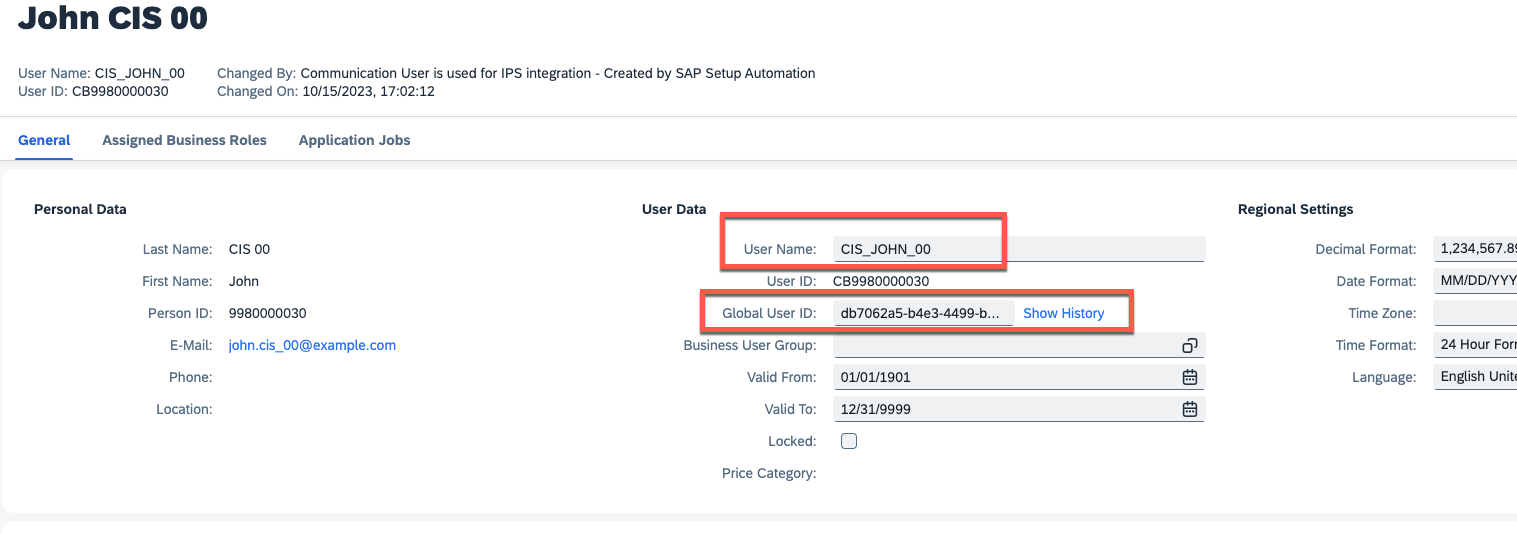 John CIS 00
User Name: CIS_JOHN_00 Changed By: Communication User is used for IPS integration - Created by SAP Setup Automation
User ID: CB9980000030 Changed On: 10/15/2023, 17:02:12
General Assigned Business Roles Application Jobs
Personal Data
Last Name: CIS 00
First Name: John
Person ID: 9980000030
E-Mail: john.cis_00@example.com
Phone:
Location:
User Data
User Name: CIS_JOHN_00
User ID: CB9980000030
Global User ID: db7062a5-b4e3-4499-b... Show History
Business User Group:
Valid From: 01/01/1901
Valid To: 12/31/9999
Locked:
Price Category:
Regional Settings
Decimal Format: 1,234,567.89
Date Format: MM/DD/YYY
Time Zone:
Time Format: 24 Hour For
Language: English Unite